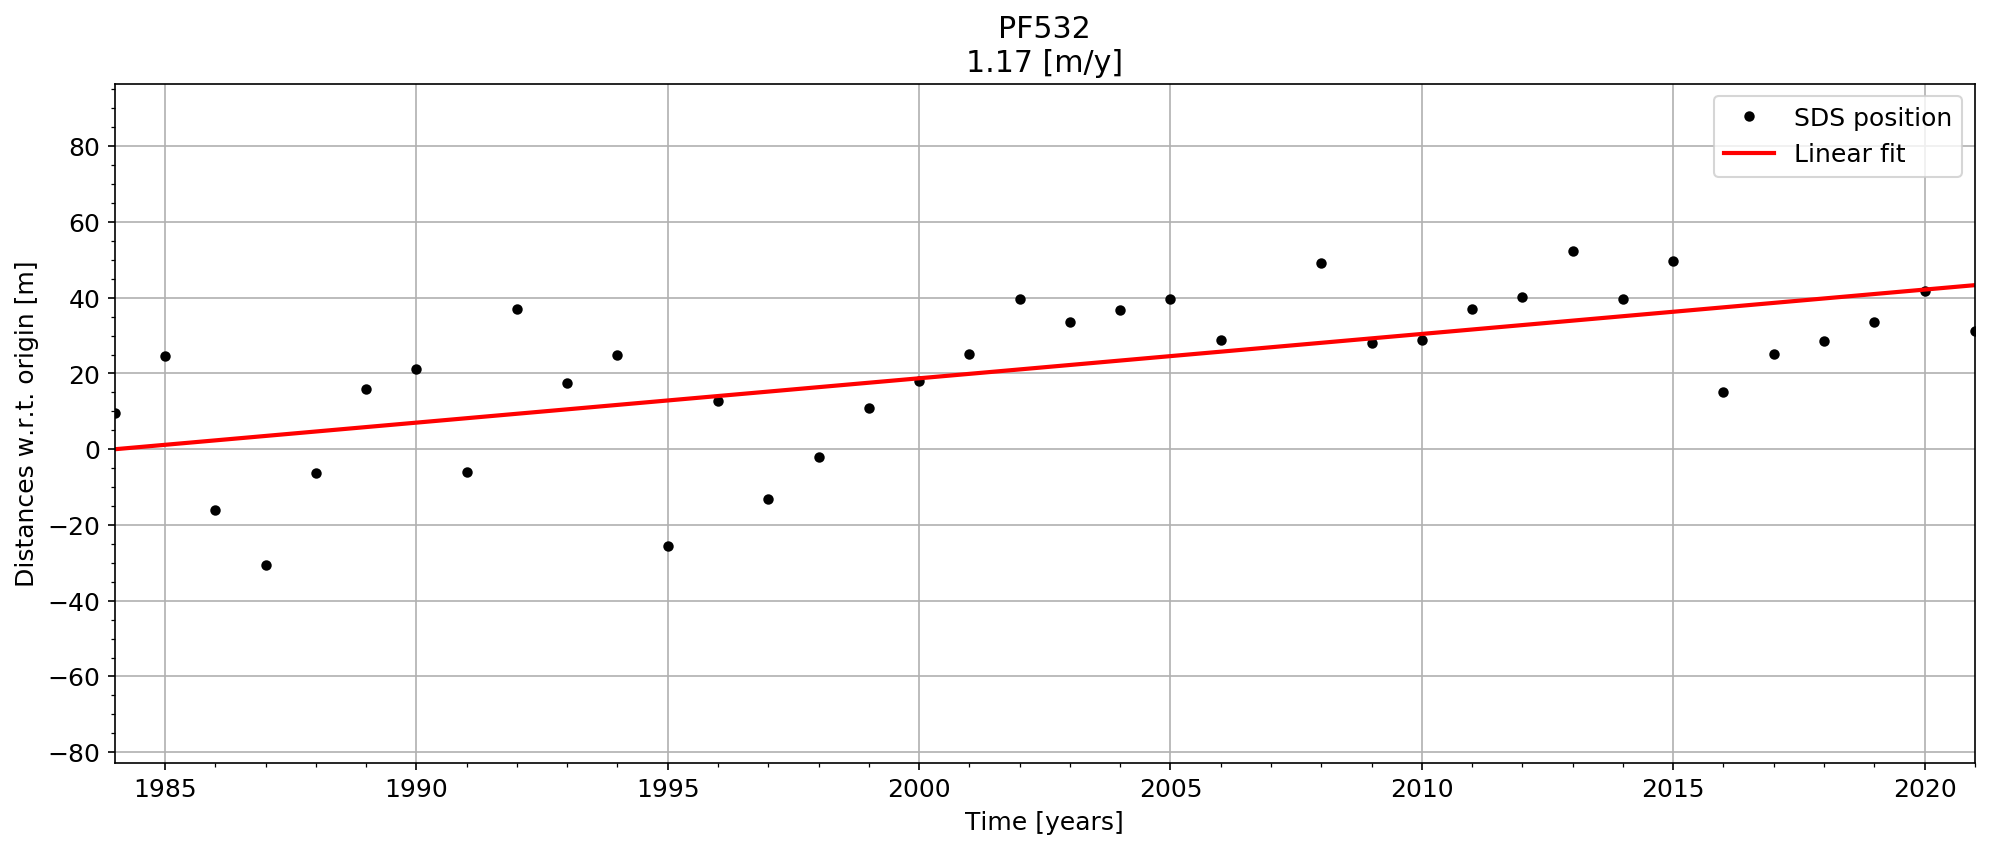 PF532
1.17 [m/y]
SDS position
Linear fit
Distances w.r.t. origin [m]
80
60
40
20
0
−20
−40
−60
−80
1985 1990 1995 2000 2005 2010 2015 2020
Time [years]